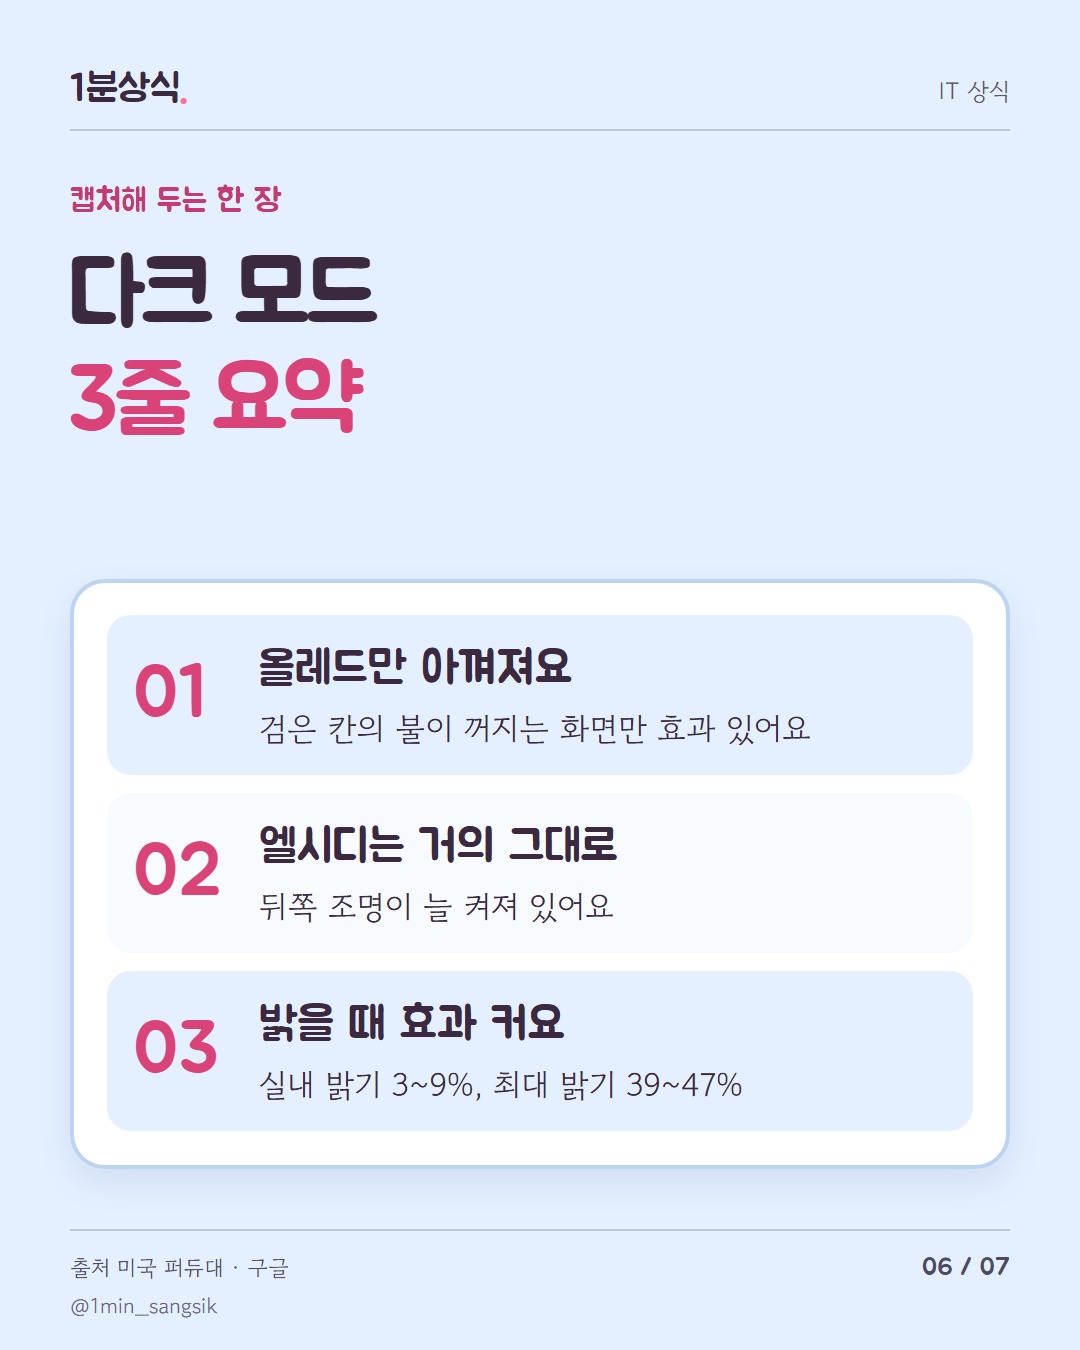 1분상식.
IT 상식
캡처해 두는 한 장
다크 모드
3줄 요약
01
올레드만 아껴져요
검은 칸의 불이 꺼지는 화면만 효과 있어요
02
엘시디는 거의 그대로
뒤쪽 조명이 늘 켜져 있어요
03
밝을 때 효과 커요
실내 밝기 3~9%, 최대 밝기 39~47%
출처 미국 퍼듀대 · 구글
06 / 07
@1min_sangsik